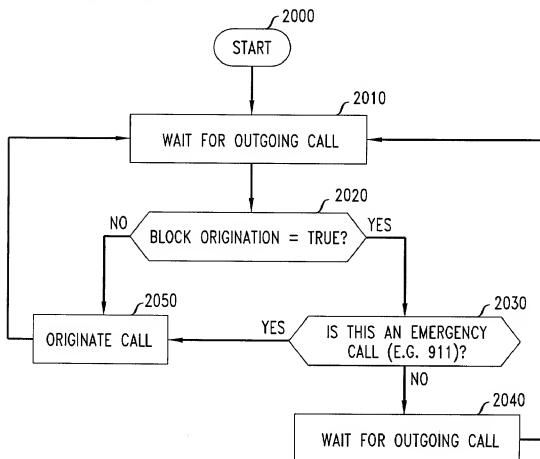 2000
START
2010
WAIT FOR OUTGOING CALL
2020
NO
BLOCK ORIGINATION = TRUE?
YES
2050
ORIGINATE CALL
YES
2030
IS THIS AN EMERGENCY
CALL (E.G. 911)?
NO
2040
WAIT FOR OUTGOING CALL